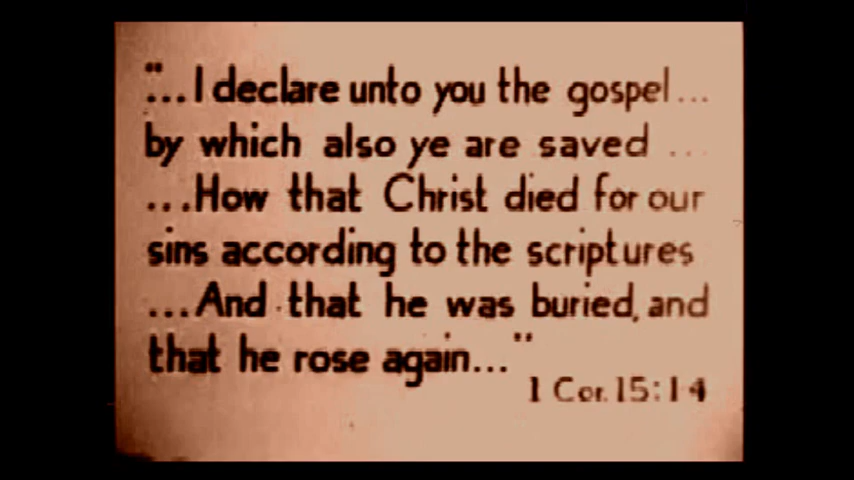 "...I declare unto you the gospel...
by which also ye are saved ...
...How that Christ died for our
sins according to the scriptures
...And that he was buried, and
that he rose again..."
1 Cor. 15:14